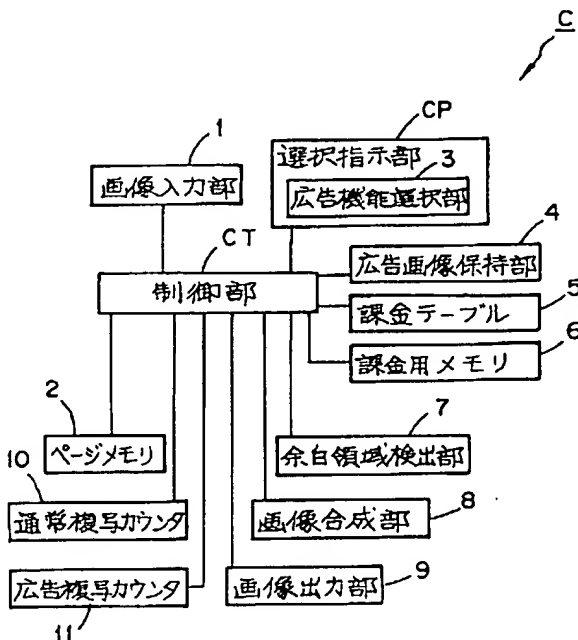 C
CP
1
選択指示部
3
画像入力部
広告機能選択部
4
CT
広告画像保持部
制御部
5
課金テーブル
6
課金用メモリ
2
7
ページメモリ
余白領域検出部
10
8
通常複写カウンタ
画像合成部
9
広告複写カウンタ
画像出力部
11